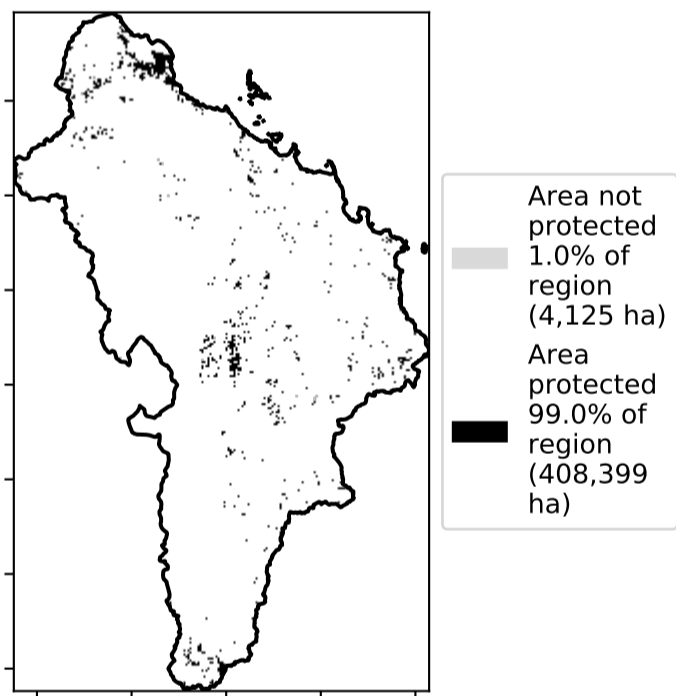 Area not
protected
1.0% of
region
(4,125 ha)
Area
protected
99.0% of
region
(408,399
ha)